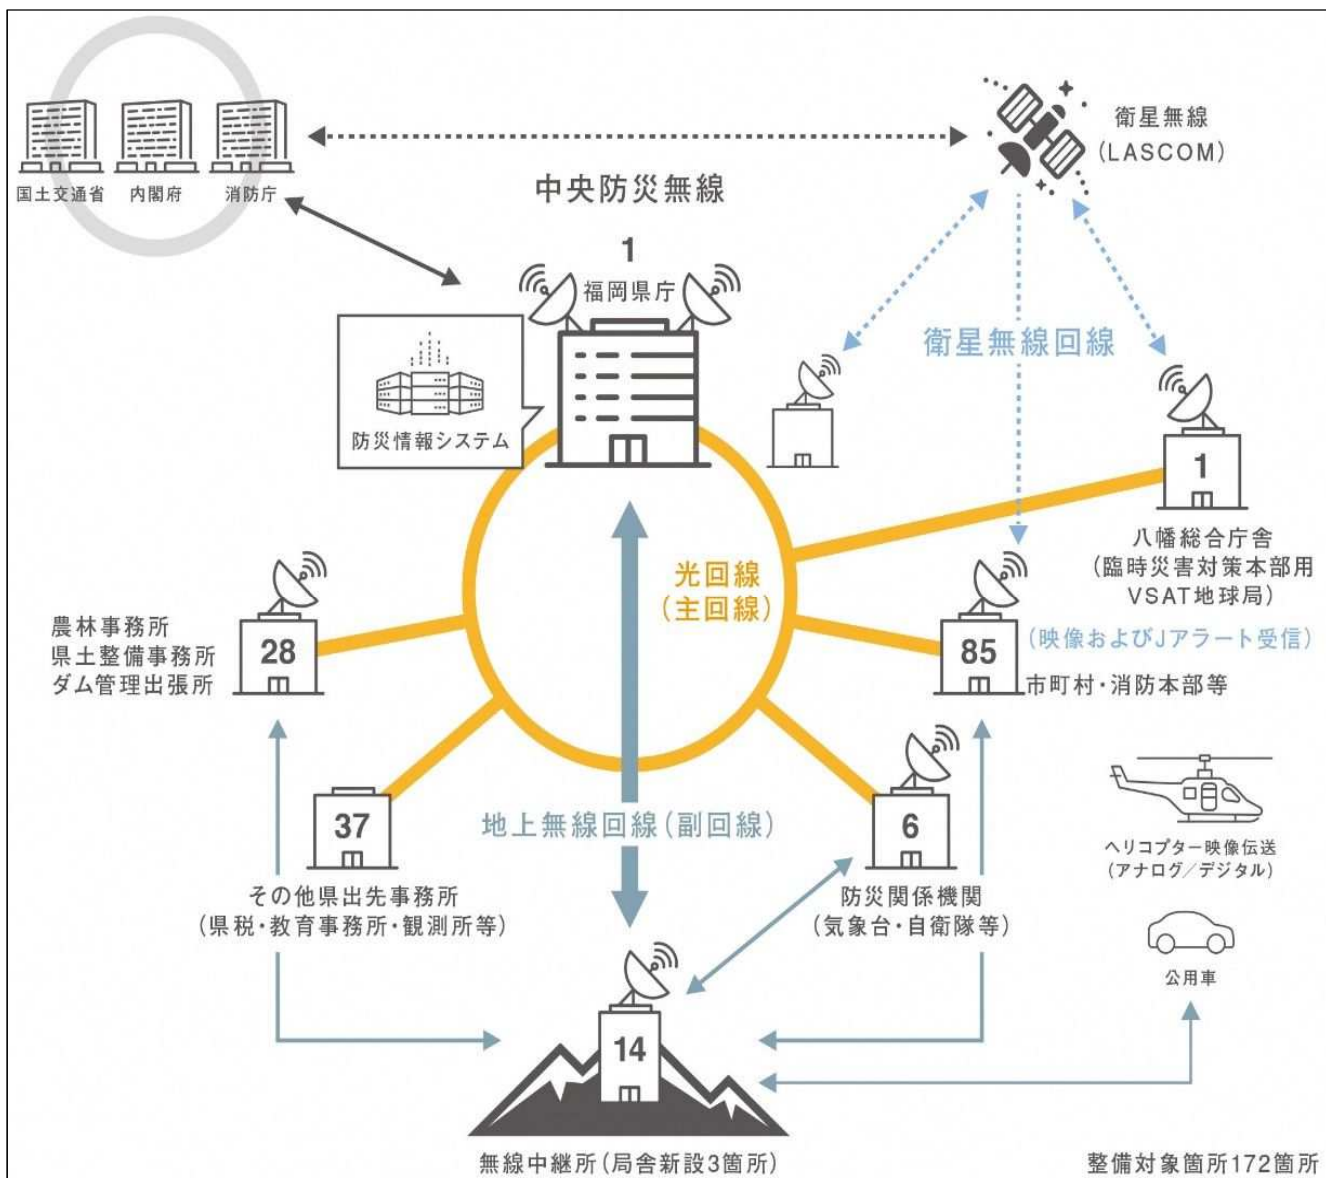 国土交通省
内閣府
消防庁
衛星無線
(LASCOM)
中央防災無線
1
福岡県庁
防災情報システム
衛星無線回線
1
八幡総合庁舎
(臨時災害対策本部用
VSAT地球局)
光回線
(主回線)
農林事務所
県土整備事務所
ダム管理出張所
28
85
(映像およびJアラート受信)
市町村・消防本部等
37
その他県出先事務所
(県税・教育事務所・観測所等)
地上無線回線(副回線)
6
防災関係機関
(気象台・自衛隊等)
ヘリコプター映像伝送
(アナログ/デジタル)
公用車
14
無線中継所(局舎新設3箇所)
整備対象箇所172箇所